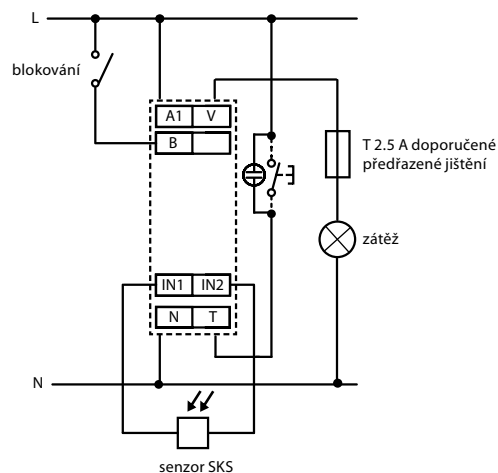 L
blokování
A1 V
B
T 2.5 A doporučené
předřazené jištění
zátěž
IN1 IN2
N T
N
senzor SKS